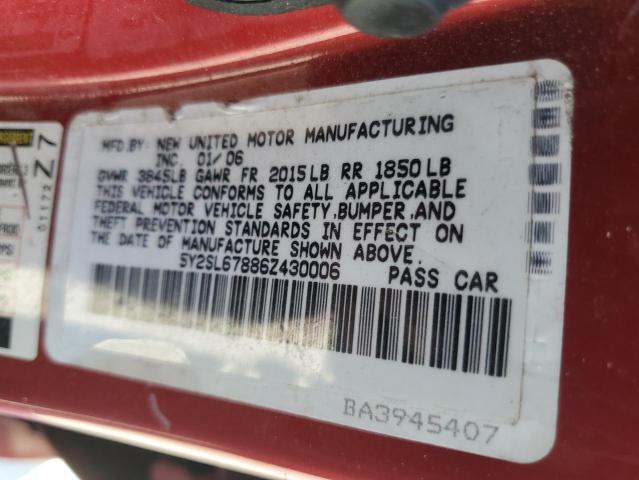 MFD.BY: NEW UNITED MOTOR MANUFACTURING
INC. 01/06
GVWR 3845LB GAWR FR 2015LB RR 1850LB
THIS VEHICLE CONFORMS TO ALL APPLICABLE
FEDERAL MOTOR VEHICLE SAFETY,BUMPER,AND
THEFT PREVENTION STANDARDS IN EFFECT ON
THE DATE OF MANUFACTURE SHOWN ABOVE.
5Y2SL67886Z430006 PASS CAR
BA3945407
Z7
01172